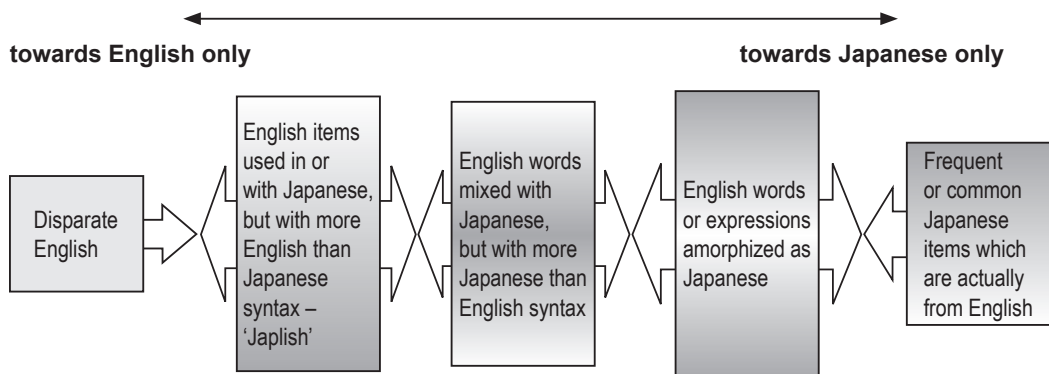 towards English only
towards Japanese only
Disparate
English
English items
used in or
with Japanese,
but with more
English than
Japanese
syntax –
‘Japlish’
English words
mixed with
Japanese,
but with more
Japanese than
English syntax
English words
or expressions
amorphized as
Japanese
Frequent
or common
Japanese
items which
are actually
from English